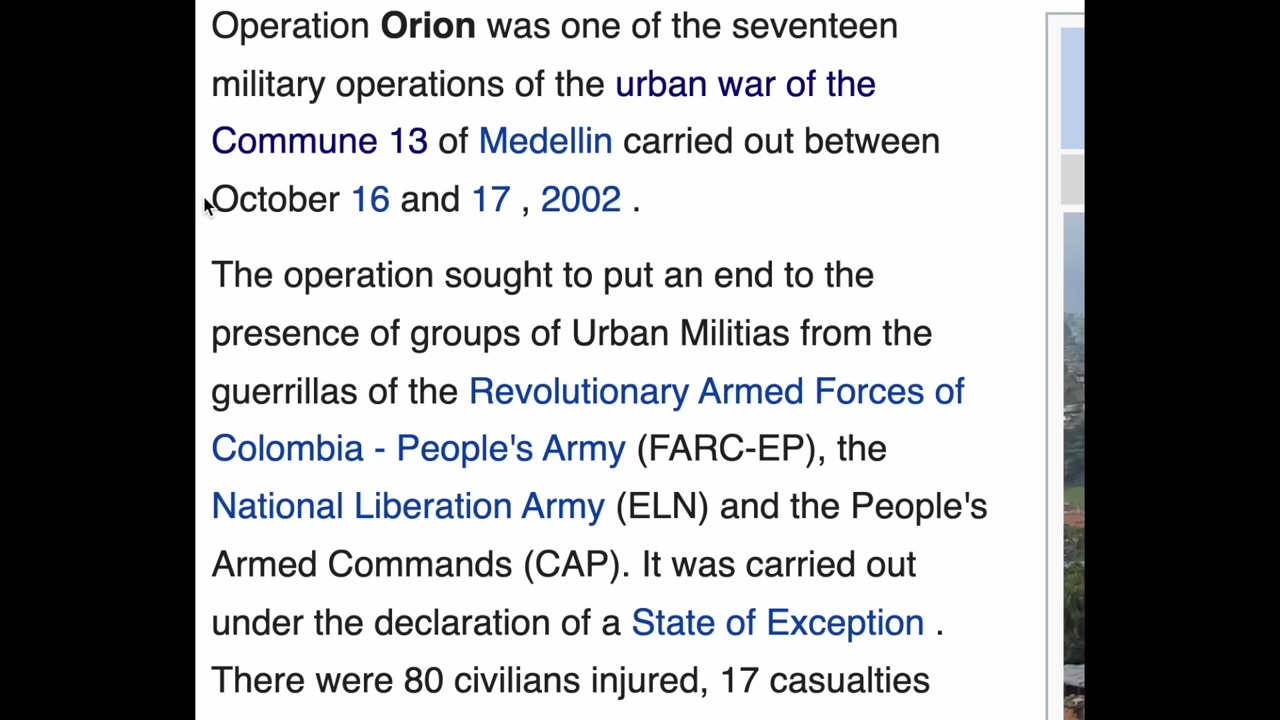 Operation Orion was one of the seventeen
military operations of the urban war of the
Commune 13 of Medellin carried out between
October 16 and 17 , 2002 .
The operation sought to put an end to the
presence of groups of Urban Militias from the
guerrillas of the Revolutionary Armed Forces of
Colombia - People's Army (FARC-EP), the
National Liberation Army (ELN) and the People's
Armed Commands (CAP). It was carried out
under the declaration of a State of Exception .
There were 80 civilians injured, 17 casualties